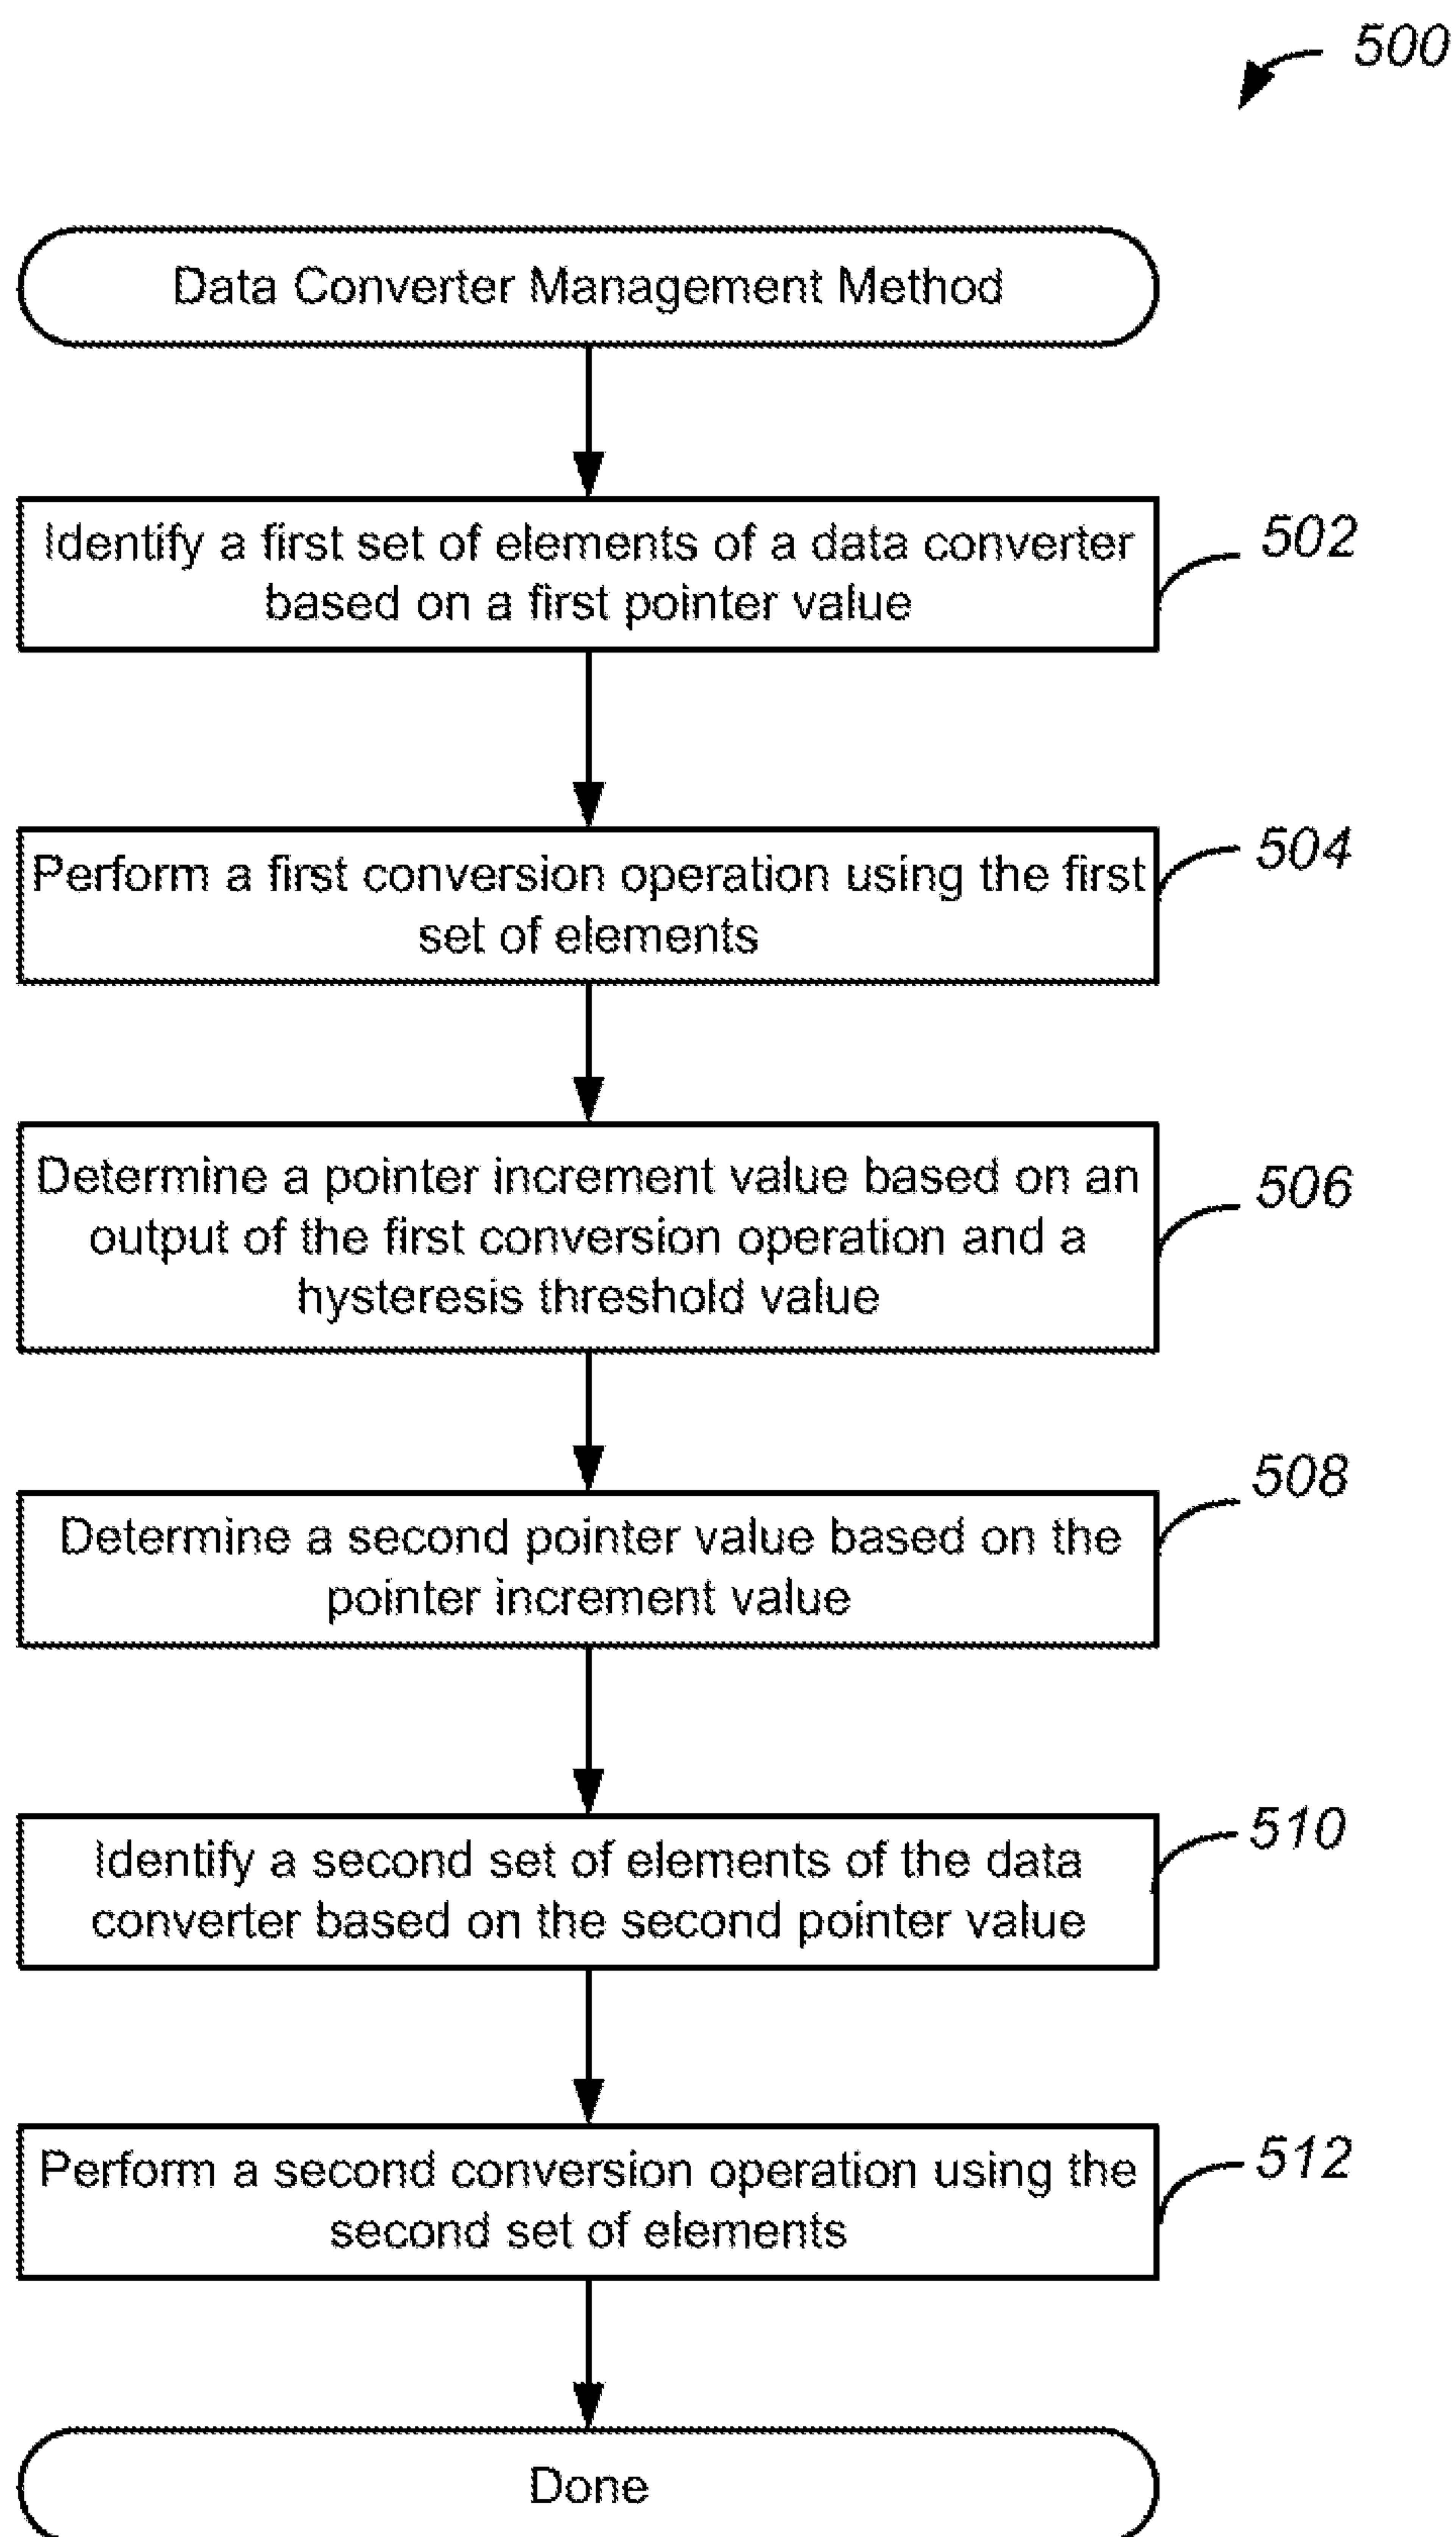 500
Data Converter Management Method
Identify a first set of elements of a data converter
based on a first pointer value
502
Perform a first conversion operation using the first
set of elements
504
Determine a pointer increment value based on an
output of the first conversion operation and a
hysteresis threshold value
506
Determine a second pointer value based on the
pointer increment value
508
Identify a second set of elements of the data
converter based on the second pointer value
510
Perform a second conversion operation using the
second set of elements
512
Done